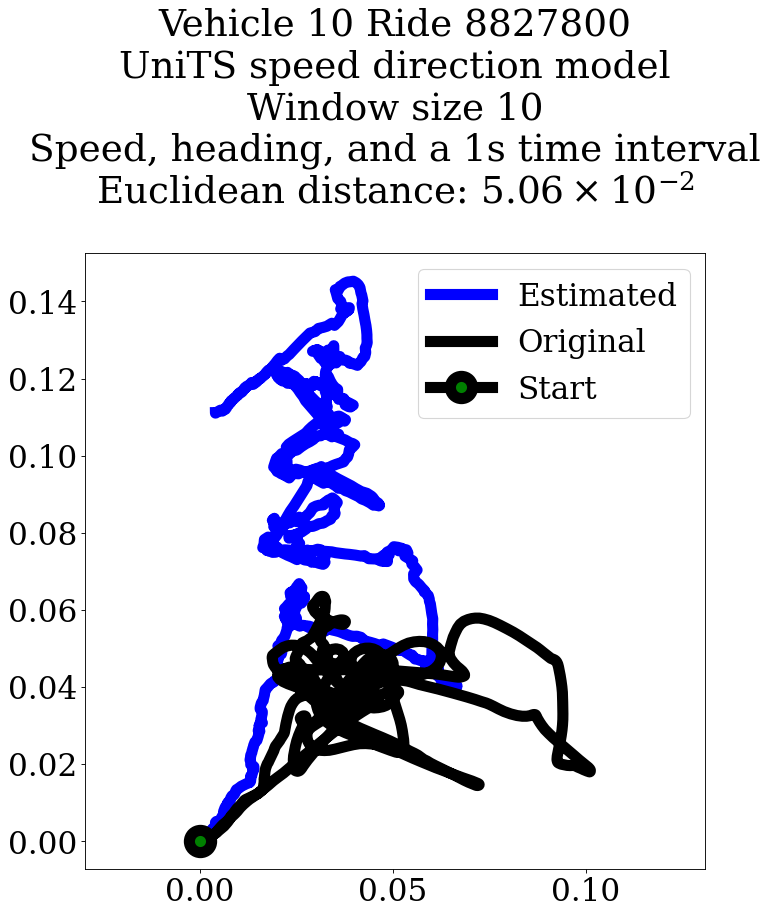 Vehicle 10 Ride 8827800
UniTS speed direction model
Window size 10
Speed, heading, and a 1s time interval
Euclidean distance: 5.06 × 10⁻²
Estimated
Original
Start
0.14
0.12
0.10
0.08
0.06
0.04
0.02
0.00
0.00 0.05 0.10